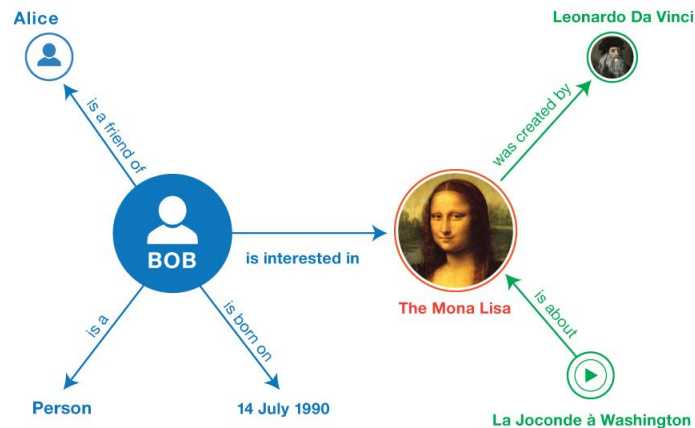 Alice
Leonardo Da Vinci
is a friend of
was created by
BOB
is interested in
The Mona Lisa
is a
is born on
is about
Person
14 July 1990
La Joconde à Washington